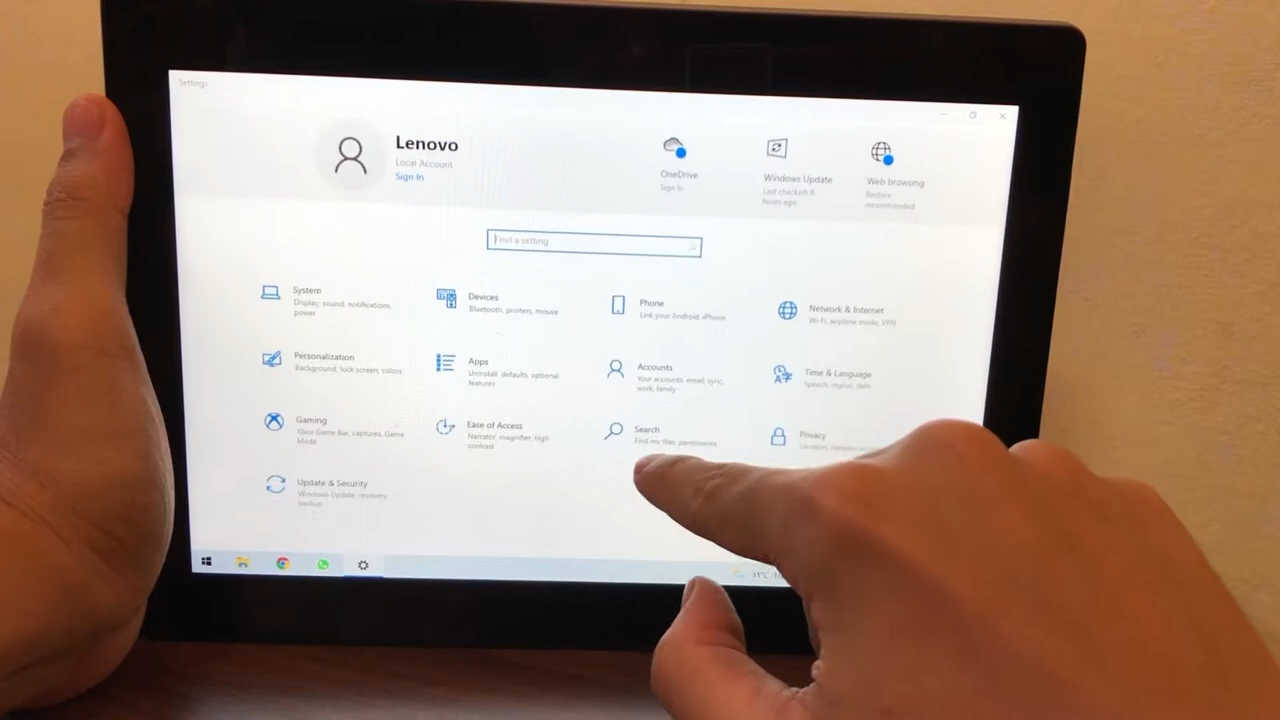 Settings
Lenovo
Local Account
Sign In
OneDrive
Sign In
Windows Update
Last checked: 6
hours ago
Web browsing
Restore
recommended
Find a setting
System
Display, sound, notifications,
power
Devices
Bluetooth, printers, mouse
Phone
Link your Android, iPhone
Network & Internet
Wi-Fi, airplane mode, VPN
Personalization
Background, lock screen, colors
Apps
Uninstall, defaults, optional
features
Accounts
Your accounts, email, sync,
work, family
Time & Language
Speech, region, date
Gaming
Xbox Game Bar, captures, Game
Mode
Ease of Access
Narrator, magnifier, high
contrast
Search
Find my files, permissions
Privacy
Location, camera
Update & Security
Windows Update, recovery,
backup
31°C